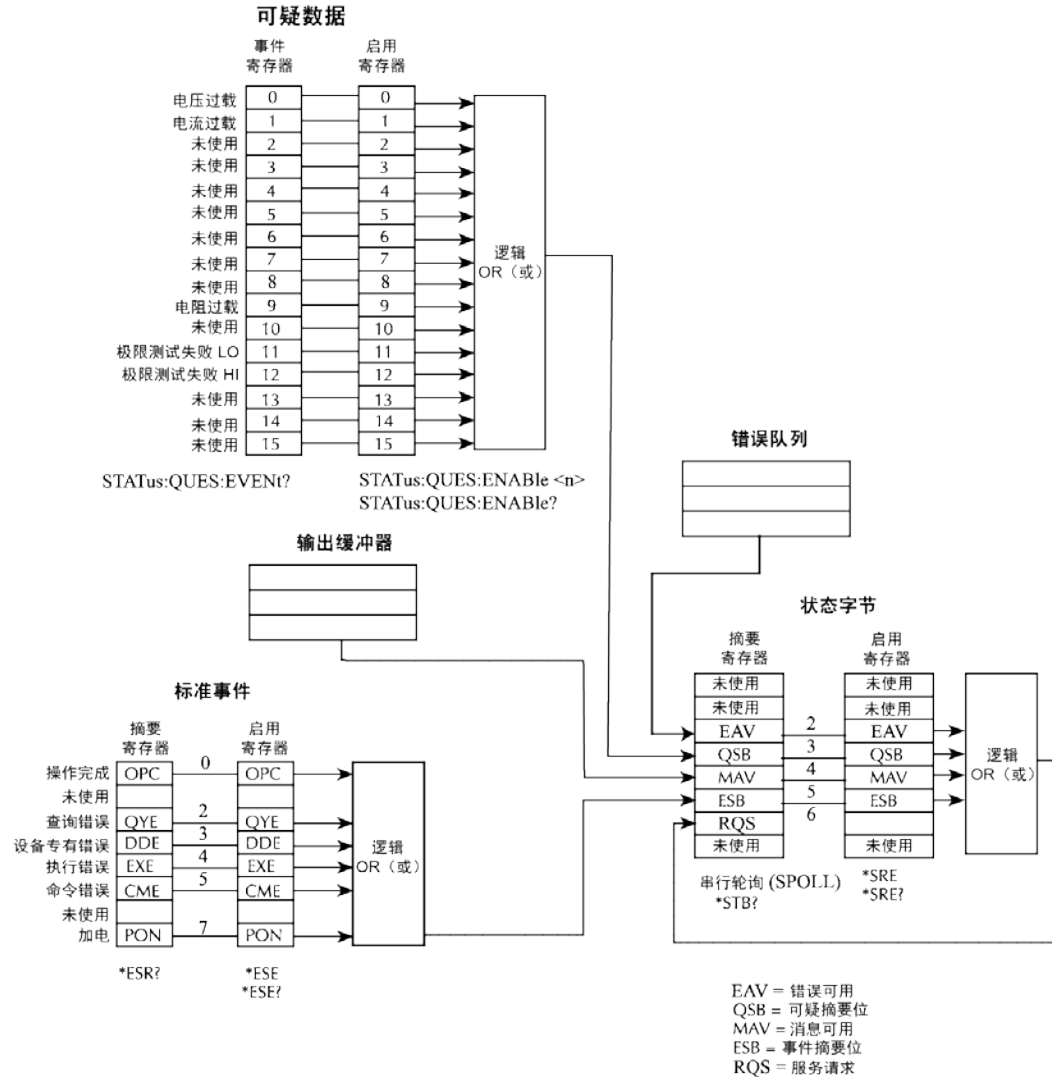 可疑数据
事件 启用
寄存器 寄存器
电压过载 0 0
电流过载 1 1
未使用 2 2
未使用 3 3
未使用 4 4
未使用 5 5
未使用 6 6
未使用 7 7
未使用 8 8
电阻过载 9 9
未使用 10 10
极限测试失败 LO 11 11
极限测试失败 HI 12 12
未使用 13 13
未使用 14 14
未使用 15 15
逻辑
OR（或）
STATus:QUES:EVENt?
STATus:QUES:ENABle <n>
STATus:QUES:ENABle?
错误队列
输出缓冲器
状态字节
摘要 启用
寄存器 寄存器
未使用 未使用
未使用 未使用
EAV 2 EAV
QSB 3 QSB
MAV 4 MAV
ESB 5 ESB
RQS 6
未使用 未使用
逻辑
OR（或）
串行轮询 (SPOLL)
*STB?
*SRE
*SRE?
标准事件
摘要 启用
寄存器 寄存器
操作完成 OPC 0 OPC
未使用
查询错误 QYE 2 QYE
设备专有错误 DDE 3 DDE
执行错误 EXE 4 EXE
命令错误 CME 5 CME
未使用
加电 PON 7 PON
逻辑
OR（或）
*ESR?
*ESE
*ESE?
EAV = 错误可用
QSB = 可疑摘要位
MAV = 消息可用
ESB = 事件摘要位
RQS = 服务请求